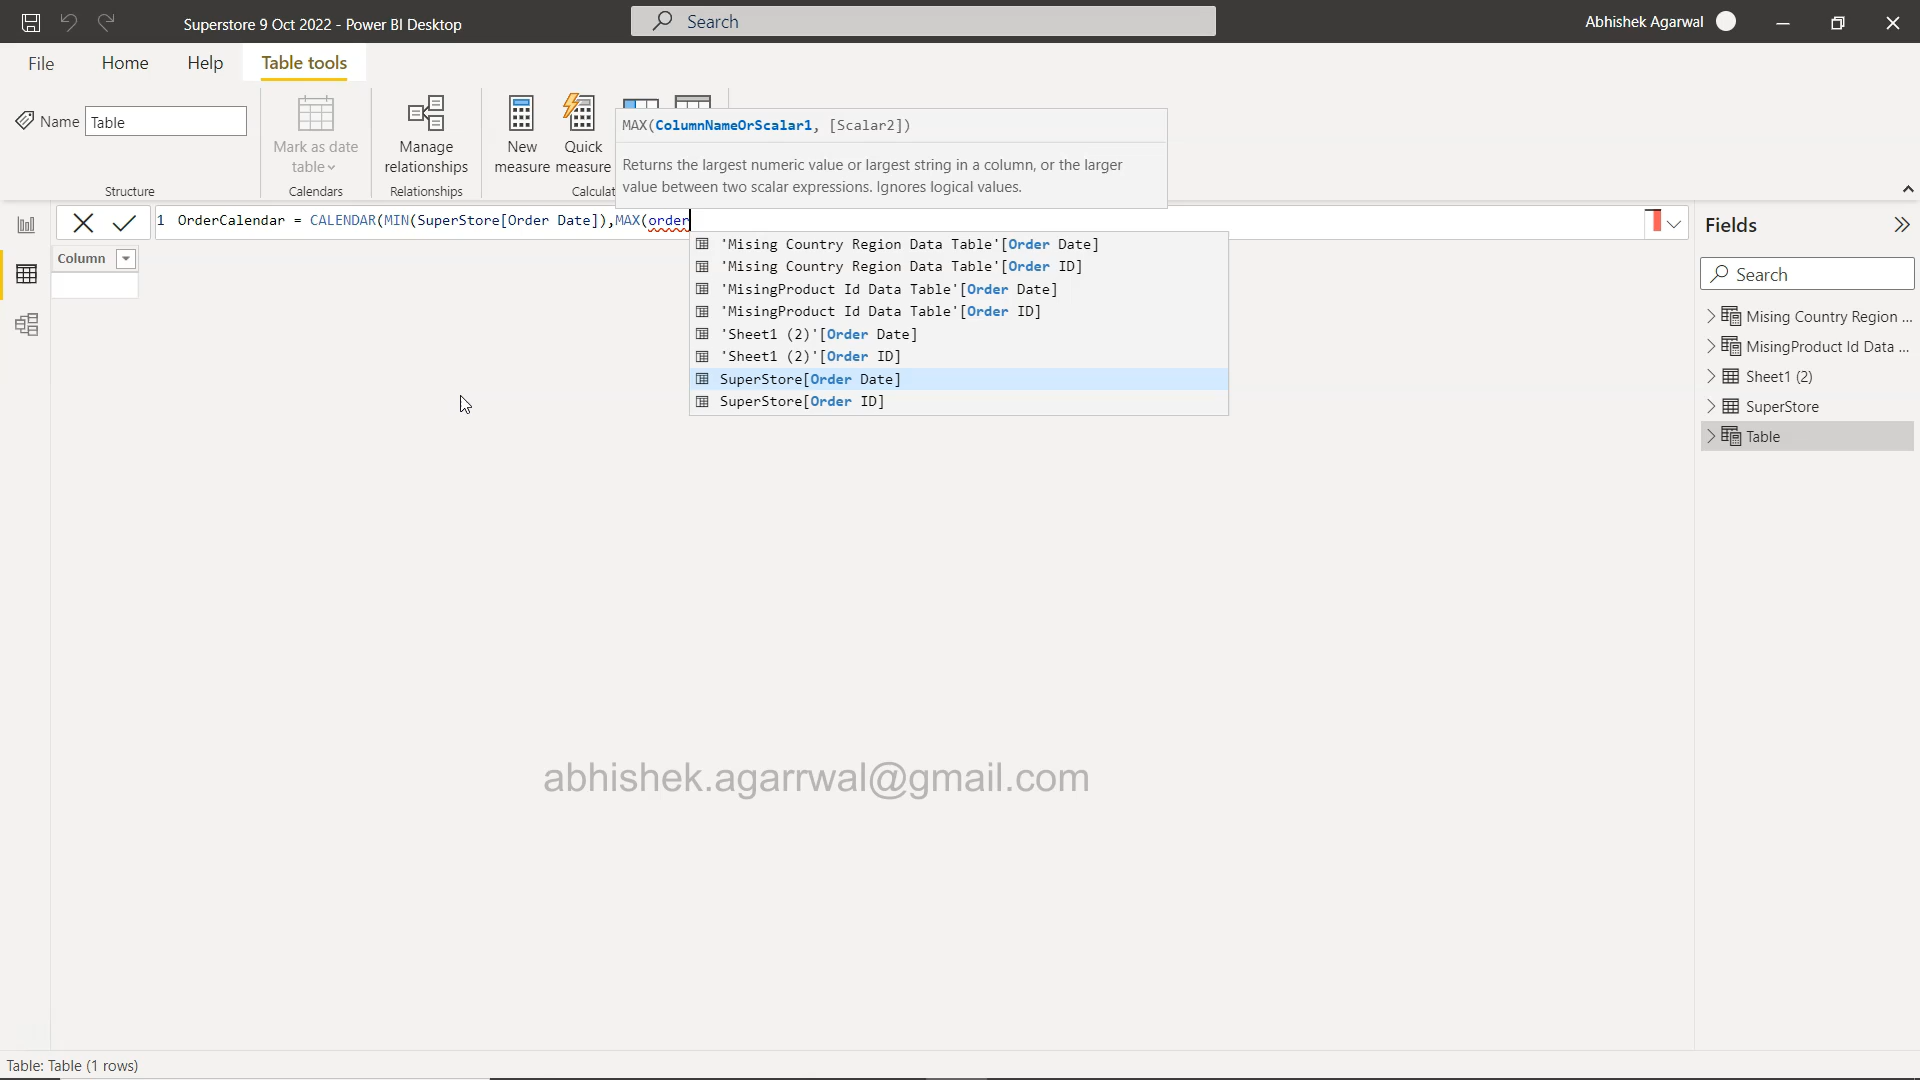 Superstore 9 Oct 2022 - Power BI Desktop
Search
Abhishek Agarwal
File
Home
Help
Table tools
Name
Table
Mark as date
table
Manage
relationships
New
measure
Quick
measure
Structure
Calendars
Relationships
Calculat
MAX(ColumnNameOrScalar1, [Scalar2])
Returns the largest numeric value or largest string in a column, or the larger
value between two scalar expressions. Ignores logical values.
1 OrderCalendar = CALENDAR(MIN(SuperStore[Order Date]),MAX(order
'Mising Country Region Data Table'[Order Date]
'Mising Country Region Data Table'[Order ID]
'MisingProduct Id Data Table'[Order Date]
'MisingProduct Id Data Table'[Order ID]
'Sheet1 (2)'[Order Date]
'Sheet1 (2)'[Order ID]
SuperStore[Order Date]
SuperStore[Order ID]
Column
Fields
Search
Mising Country Region ...
MisingProduct Id Data ...
Sheet1 (2)
SuperStore
Table
abhishek.agarrwal@gmail.com
Table: Table (1 rows)